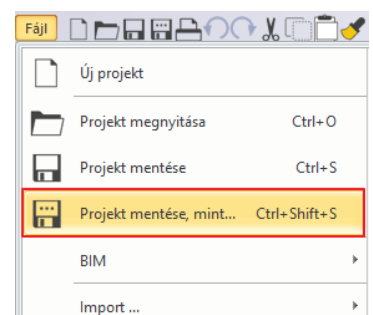 Fájl
Új projekt
Projekt megnyitása Ctrl+O
Projekt mentése Ctrl+S
Projekt mentése, mint... Ctrl+Shift+S
BIM
Import ...